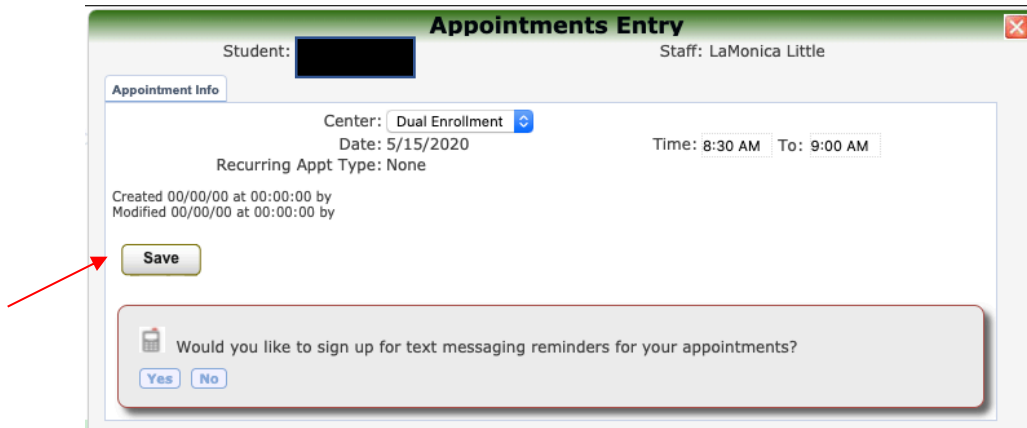 Appointments Entry
Student: Staff: LaMonica Little
Appointment Info
Center: Dual Enrollment
Date: 5/15/2020 Time: 8:30 AM To: 9:00 AM
Recurring Appt Type: None
Created 00/00/00 at 00:00:00 by
Modified 00/00/00 at 00:00:00 by
Save
Would you like to sign up for text messaging reminders for your appointments?
Yes No